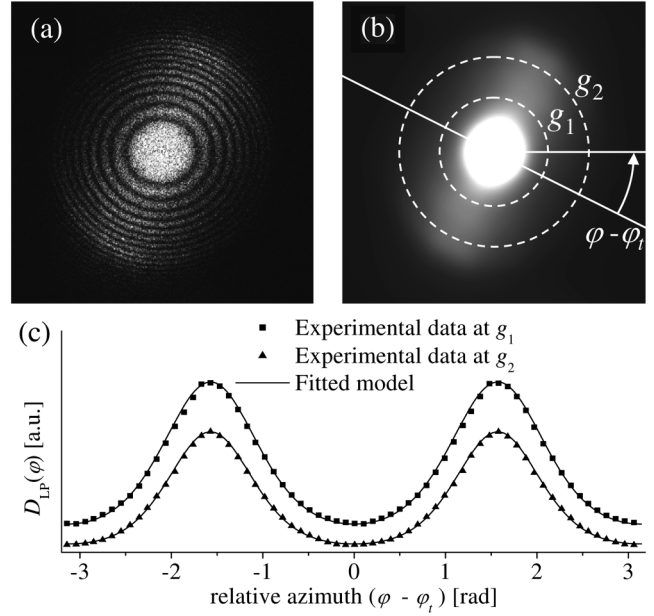 (a)
(b)
g₂
g₁
φ - φₜ
(c)
Experimental data at g₁
Experimental data at g₂
Fitted model
D_LP(φ) [a.u.]
-3 -2 -1 0 1 2 3
relative azimuth (φ - φₜ) [rad]